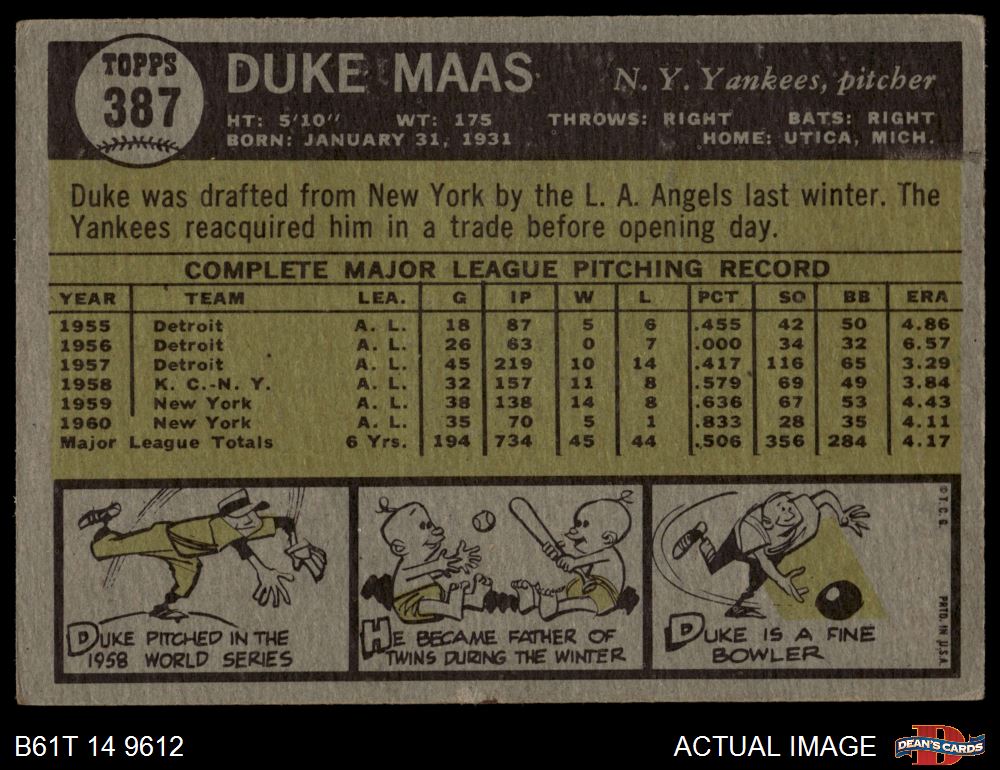 TOPPS
387
DUKE MAAS
N. Y. Yankees, pitcher
HT: 5'10" WT: 175 THROWS: RIGHT BATS: RIGHT
BORN: JANUARY 31, 1931 HOME: UTICA, MICH.
Duke was drafted from New York by the L. A. Angels last winter. The
Yankees reacquired him in a trade before opening day.
COMPLETE MAJOR LEAGUE PITCHING RECORD
YEAR TEAM LEA. G IP W L PCT SO BB ERA
1955 Detroit A. L. 18 87 5 6 .455 42 50 4.86
1956 Detroit A. L. 26 63 0 7 .000 34 32 6.57
1957 Detroit A. L. 45 219 10 14 .417 116 65 3.29
1958 K. C.-N. Y. A. L. 32 157 11 8 .579 69 49 3.84
1959 New York A. L. 38 138 14 8 .636 67 53 4.43
1960 New York A. L. 35 70 5 1 .833 28 35 4.11
Major League Totals 6 Yrs. 194 734 45 44 .506 356 284 4.17
DUKE PITCHED IN THE
1958 WORLD SERIES
HE BECAME FATHER OF
TWINS DURING THE WINTER
DUKE IS A FINE
BOWLER
© T. C. G.
PRTD. IN U.S.A.
B61T 14 9612
ACTUAL IMAGE
D
DEAN'S CARDS